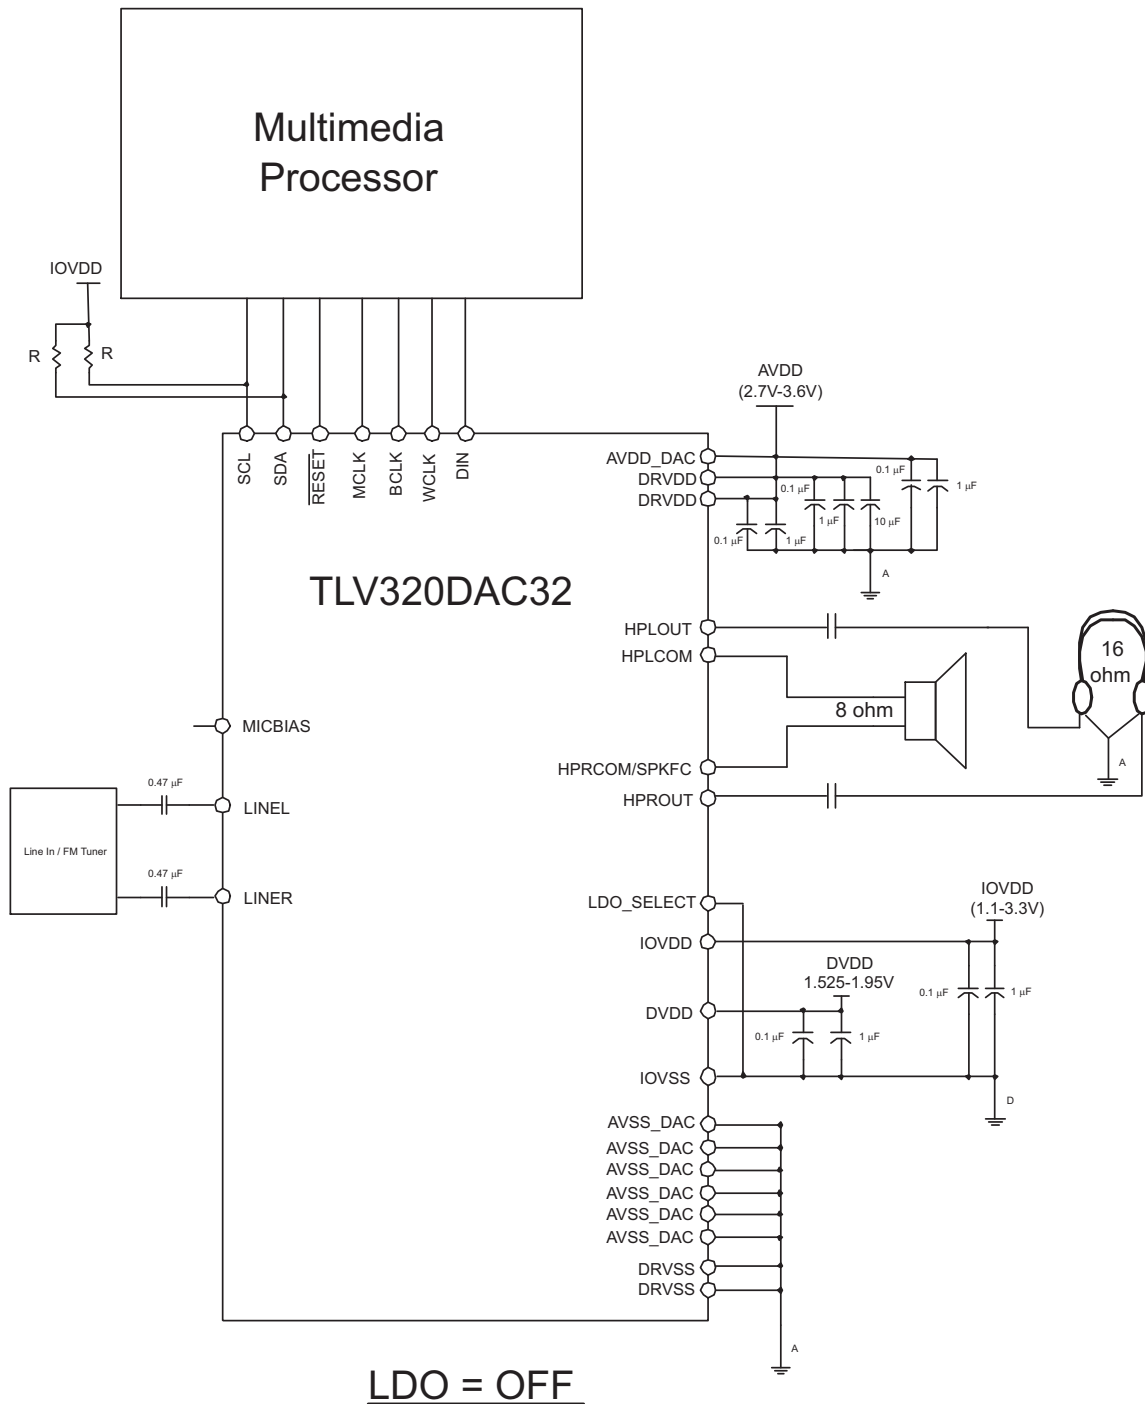 Multimedia
Processor
IOVDD
R
R
SCL
SDA
RESET
MCLK
BCLK
WCLK
DIN
AVDD
(2.7V-3.6V)
AVDD_DAC
DRVDD
DRVDD
0.1 μF
1 μF
0.1 μF
1 μF
10 μF
0.1 μF
1 μF
A
TLV320DAC32
HPLOUT
HPLCOM
16
ohm
8 ohm
A
MICBIAS
HPRCOM/SPKFC
HPROUT
0.47 μF
LINEL
Line In / FM Tuner
0.47 μF
LINER
LDO_SELECT
IOVDD
(1.1-3.3V)
IOVDD
DVDD
1.525-1.95V
0.1 μF
1 μF
DVDD
0.1 μF
1 μF
IOVSS
D
AVSS_DAC
AVSS_DAC
AVSS_DAC
AVSS_DAC
AVSS_DAC
AVSS_DAC
DRVSS
DRVSS
A
LDO = OFF